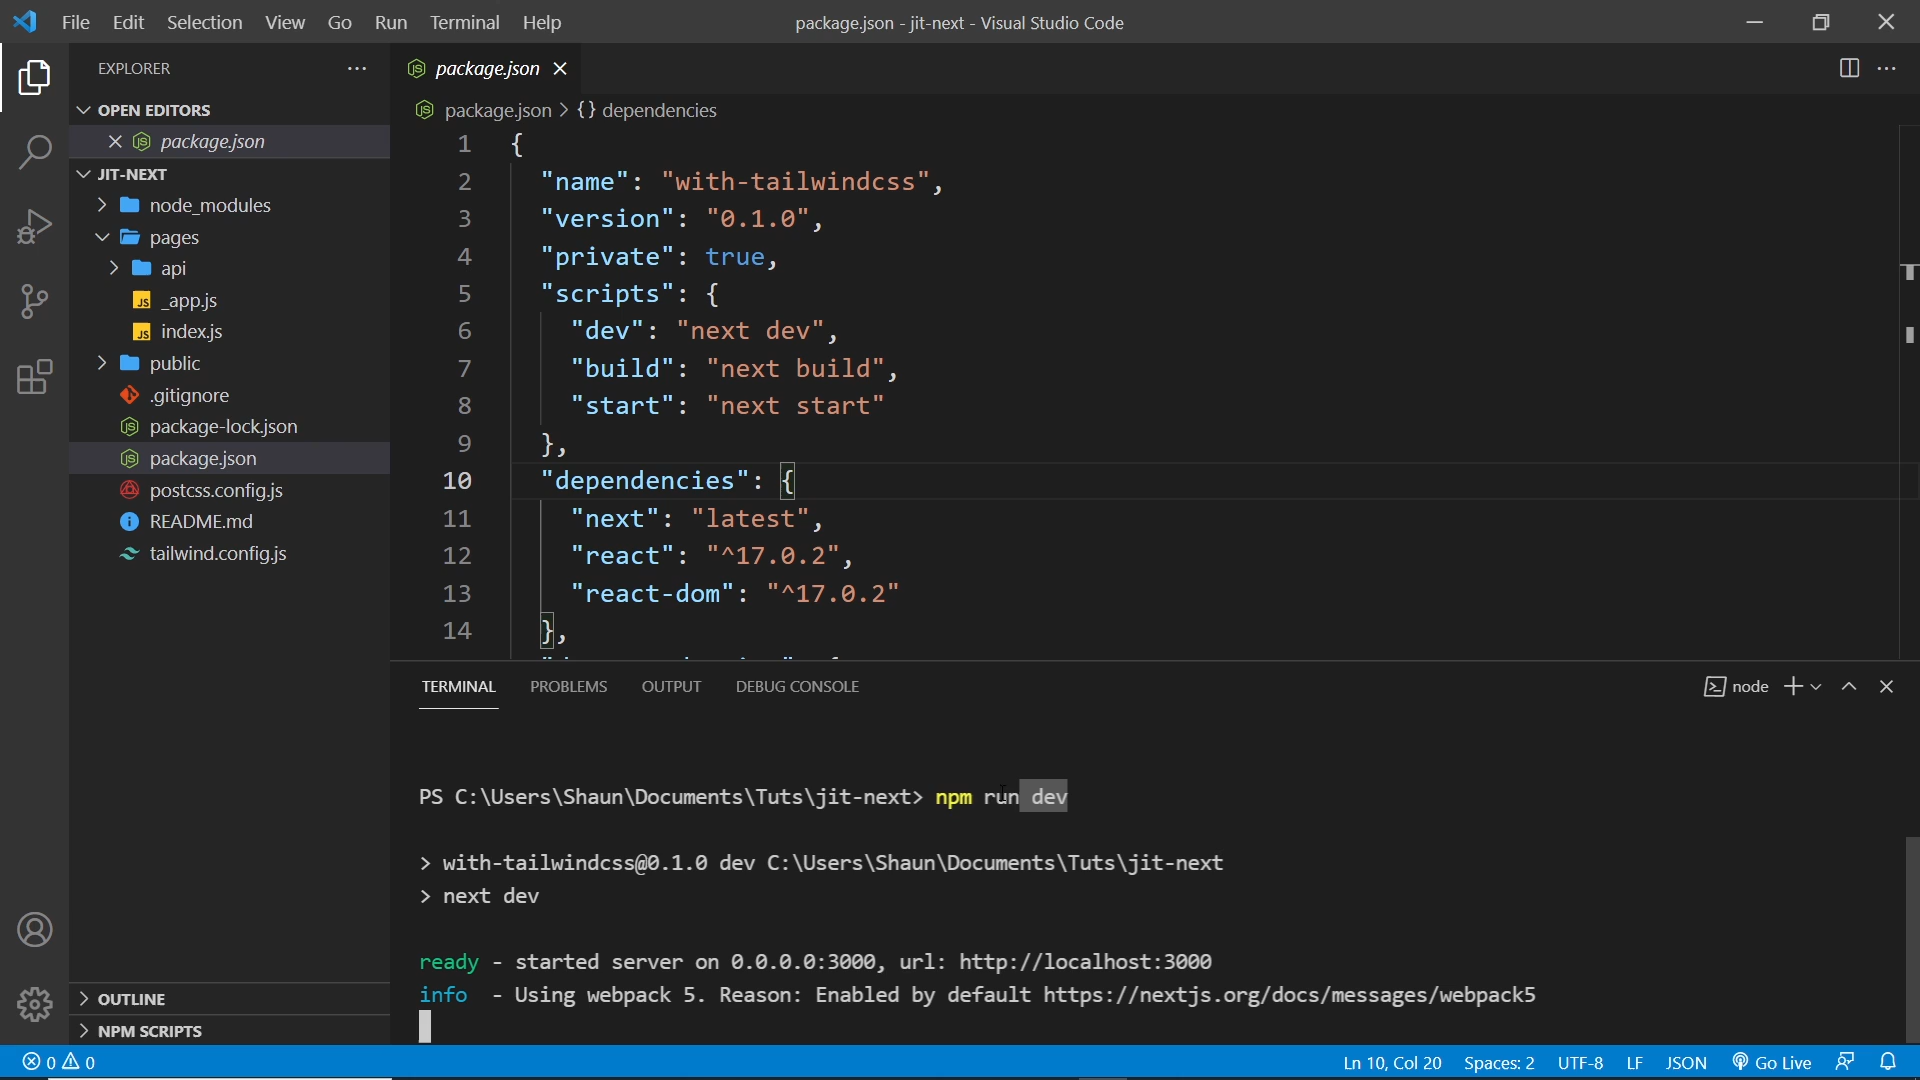 File Edit Selection View Go Run Terminal Help
package.json - jit-next - Visual Studio Code
EXPLORER
OPEN EDITORS
package.json
JIT-NEXT
node_modules
pages
api
_app.js
index.js
public
.gitignore
package-lock.json
package.json
postcss.config.js
README.md
tailwind.config.js
OUTLINE
NPM SCRIPTS
package.json
package.json > {} dependencies
1 {
2 "name": "with-tailwindcss",
3 "version": "0.1.0",
4 "private": true,
5 "scripts": {
6 "dev": "next dev",
7 "build": "next build",
8 "start": "next start"
9 },
10 "dependencies": {
11 "next": "latest",
12 "react": "^17.0.2",
13 "react-dom": "^17.0.2"
14 },
TERMINAL PROBLEMS OUTPUT DEBUG CONSOLE
node
PS C:\Users\Shaun\Documents\Tuts\jit-next> npm run dev
> with-tailwindcss@0.1.0 dev C:\Users\Shaun\Documents\Tuts\jit-next
> next dev
ready - started server on 0.0.0.0:3000, url: http://localhost:3000
info - Using webpack 5. Reason: Enabled by default https://nextjs.org/docs/messages/webpack5
0 0
Ln 10, Col 20 Spaces: 2 UTF-8 LF JSON Go Live